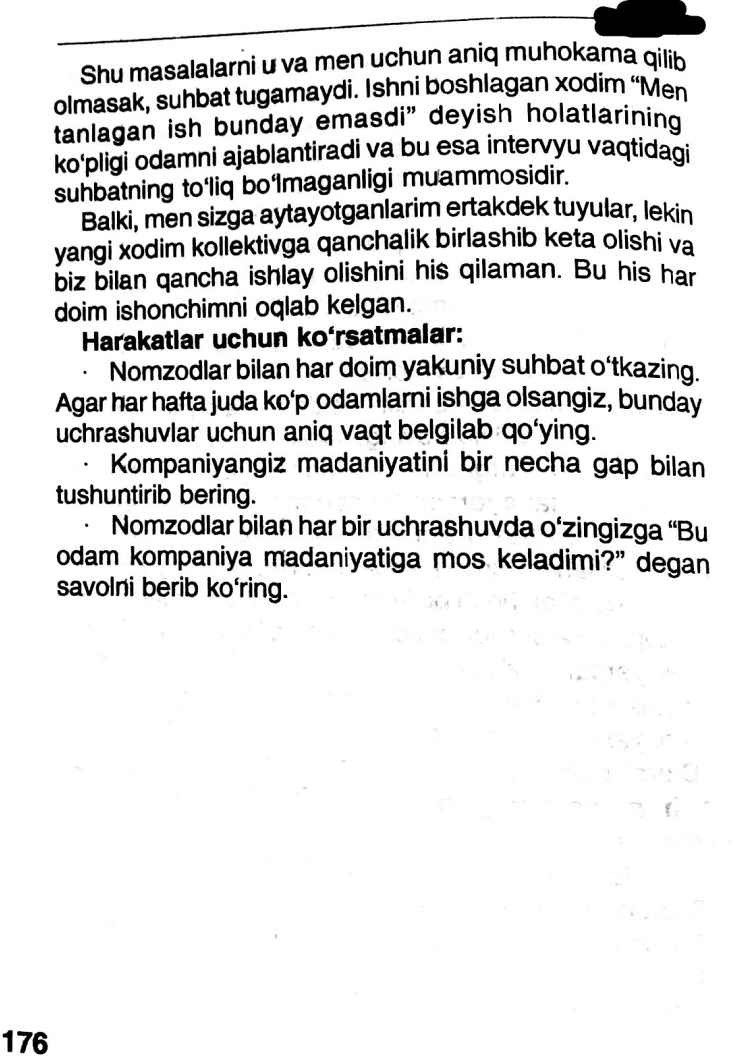 Shu masalalarni u va men uchun aniq muhokama qilib
olmasak, suhbat tugamaydi. Ishni boshlagan xodim “Men
tanlagan ish bunday emasdi” deyish holatlarining
ko‘pligi odamni ajablantiradi va bu esa intervyu vaqtidagi
suhbatning to‘liq bo‘lmaganligi muammosidir.
Balki, men sizga aytayotganlarim ertakdek tuyular, lekin
yangi xodim kollektivga qanchalik birlashib keta olishi va
biz bilan qancha ishlay olishini his qilaman. Bu his har
doim ishonchimni oqlab kelgan.
Harakatlar uchun ko‘rsatmalar:
· Nomzodlar bilan har doim yakuniy suhbat o‘tkazing.
Agar har hafta juda ko‘p odamlarni ishga olsangiz, bunday
uchrashuvlar uchun aniq vaqt belgilab qo‘ying.
· Kompaniyangiz madaniyatini bir necha gap bilan
tushuntirib bering.
· Nomzodlar bilan har bir uchrashuvda o‘zingizga “Bu
odam kompaniya madaniyatiga mos keladimi?” degan
savolni berib ko‘ring.
176